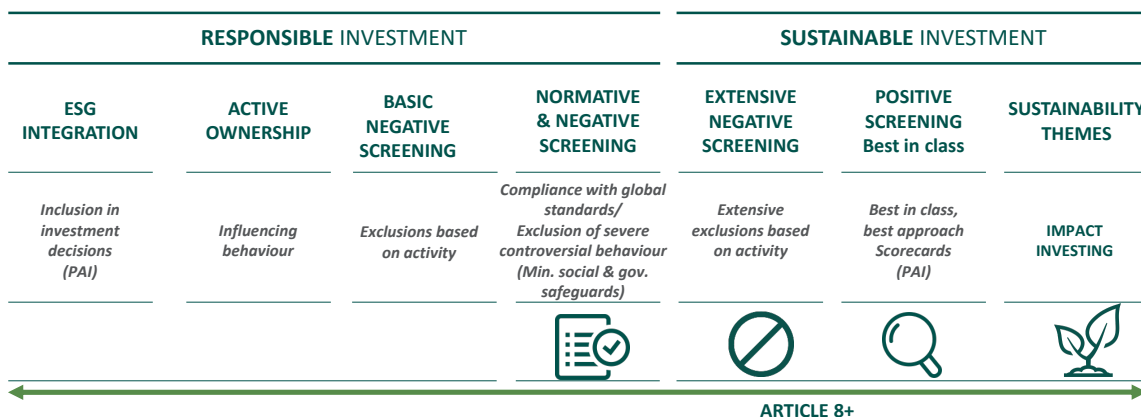 RESPONSIBLE INVESTMENT
SUSTAINABLE INVESTMENT
ESG
INTEGRATION
ACTIVE
OWNERSHIP
BASIC
NEGATIVE
SCREENING
NORMATIVE
& NEGATIVE
SCREENING
EXTENSIVE
NEGATIVE
SCREENING
POSITIVE
SCREENING
Best in class
SUSTAINABILITY
THEMES
Inclusion in
investment
decisions
(PAI)
Influencing
behaviour
Exclusions based
on activity
Compliance with global
standards/
Exclusion of severe
controversial behaviour
(Min. social & gov.
safeguards)
Extensive
exclusions based
on activity
Best in class,
best approach
Scorecards
(PAI)
IMPACT
INVESTING
ARTICLE 8+